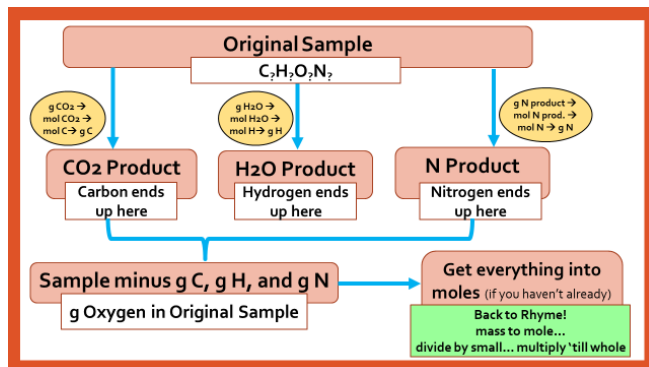 Original Sample
C?H?O?N?
g CO2 →
mol CO2 →
mol C→ g C
g H2O →
mol H2O →
mol H→ g H
g N product →
mol N prod. →
mol N → g N
CO2 Product
Carbon ends
up here
H2O Product
Hydrogen ends
up here
N Product
Nitrogen ends
up here
Sample minus g C, g H, and g N
g Oxygen in Original Sample
Get everything into
moles (if you haven't already)
Back to Rhyme!
mass to mole…
divide by small… multiply ‘till whole